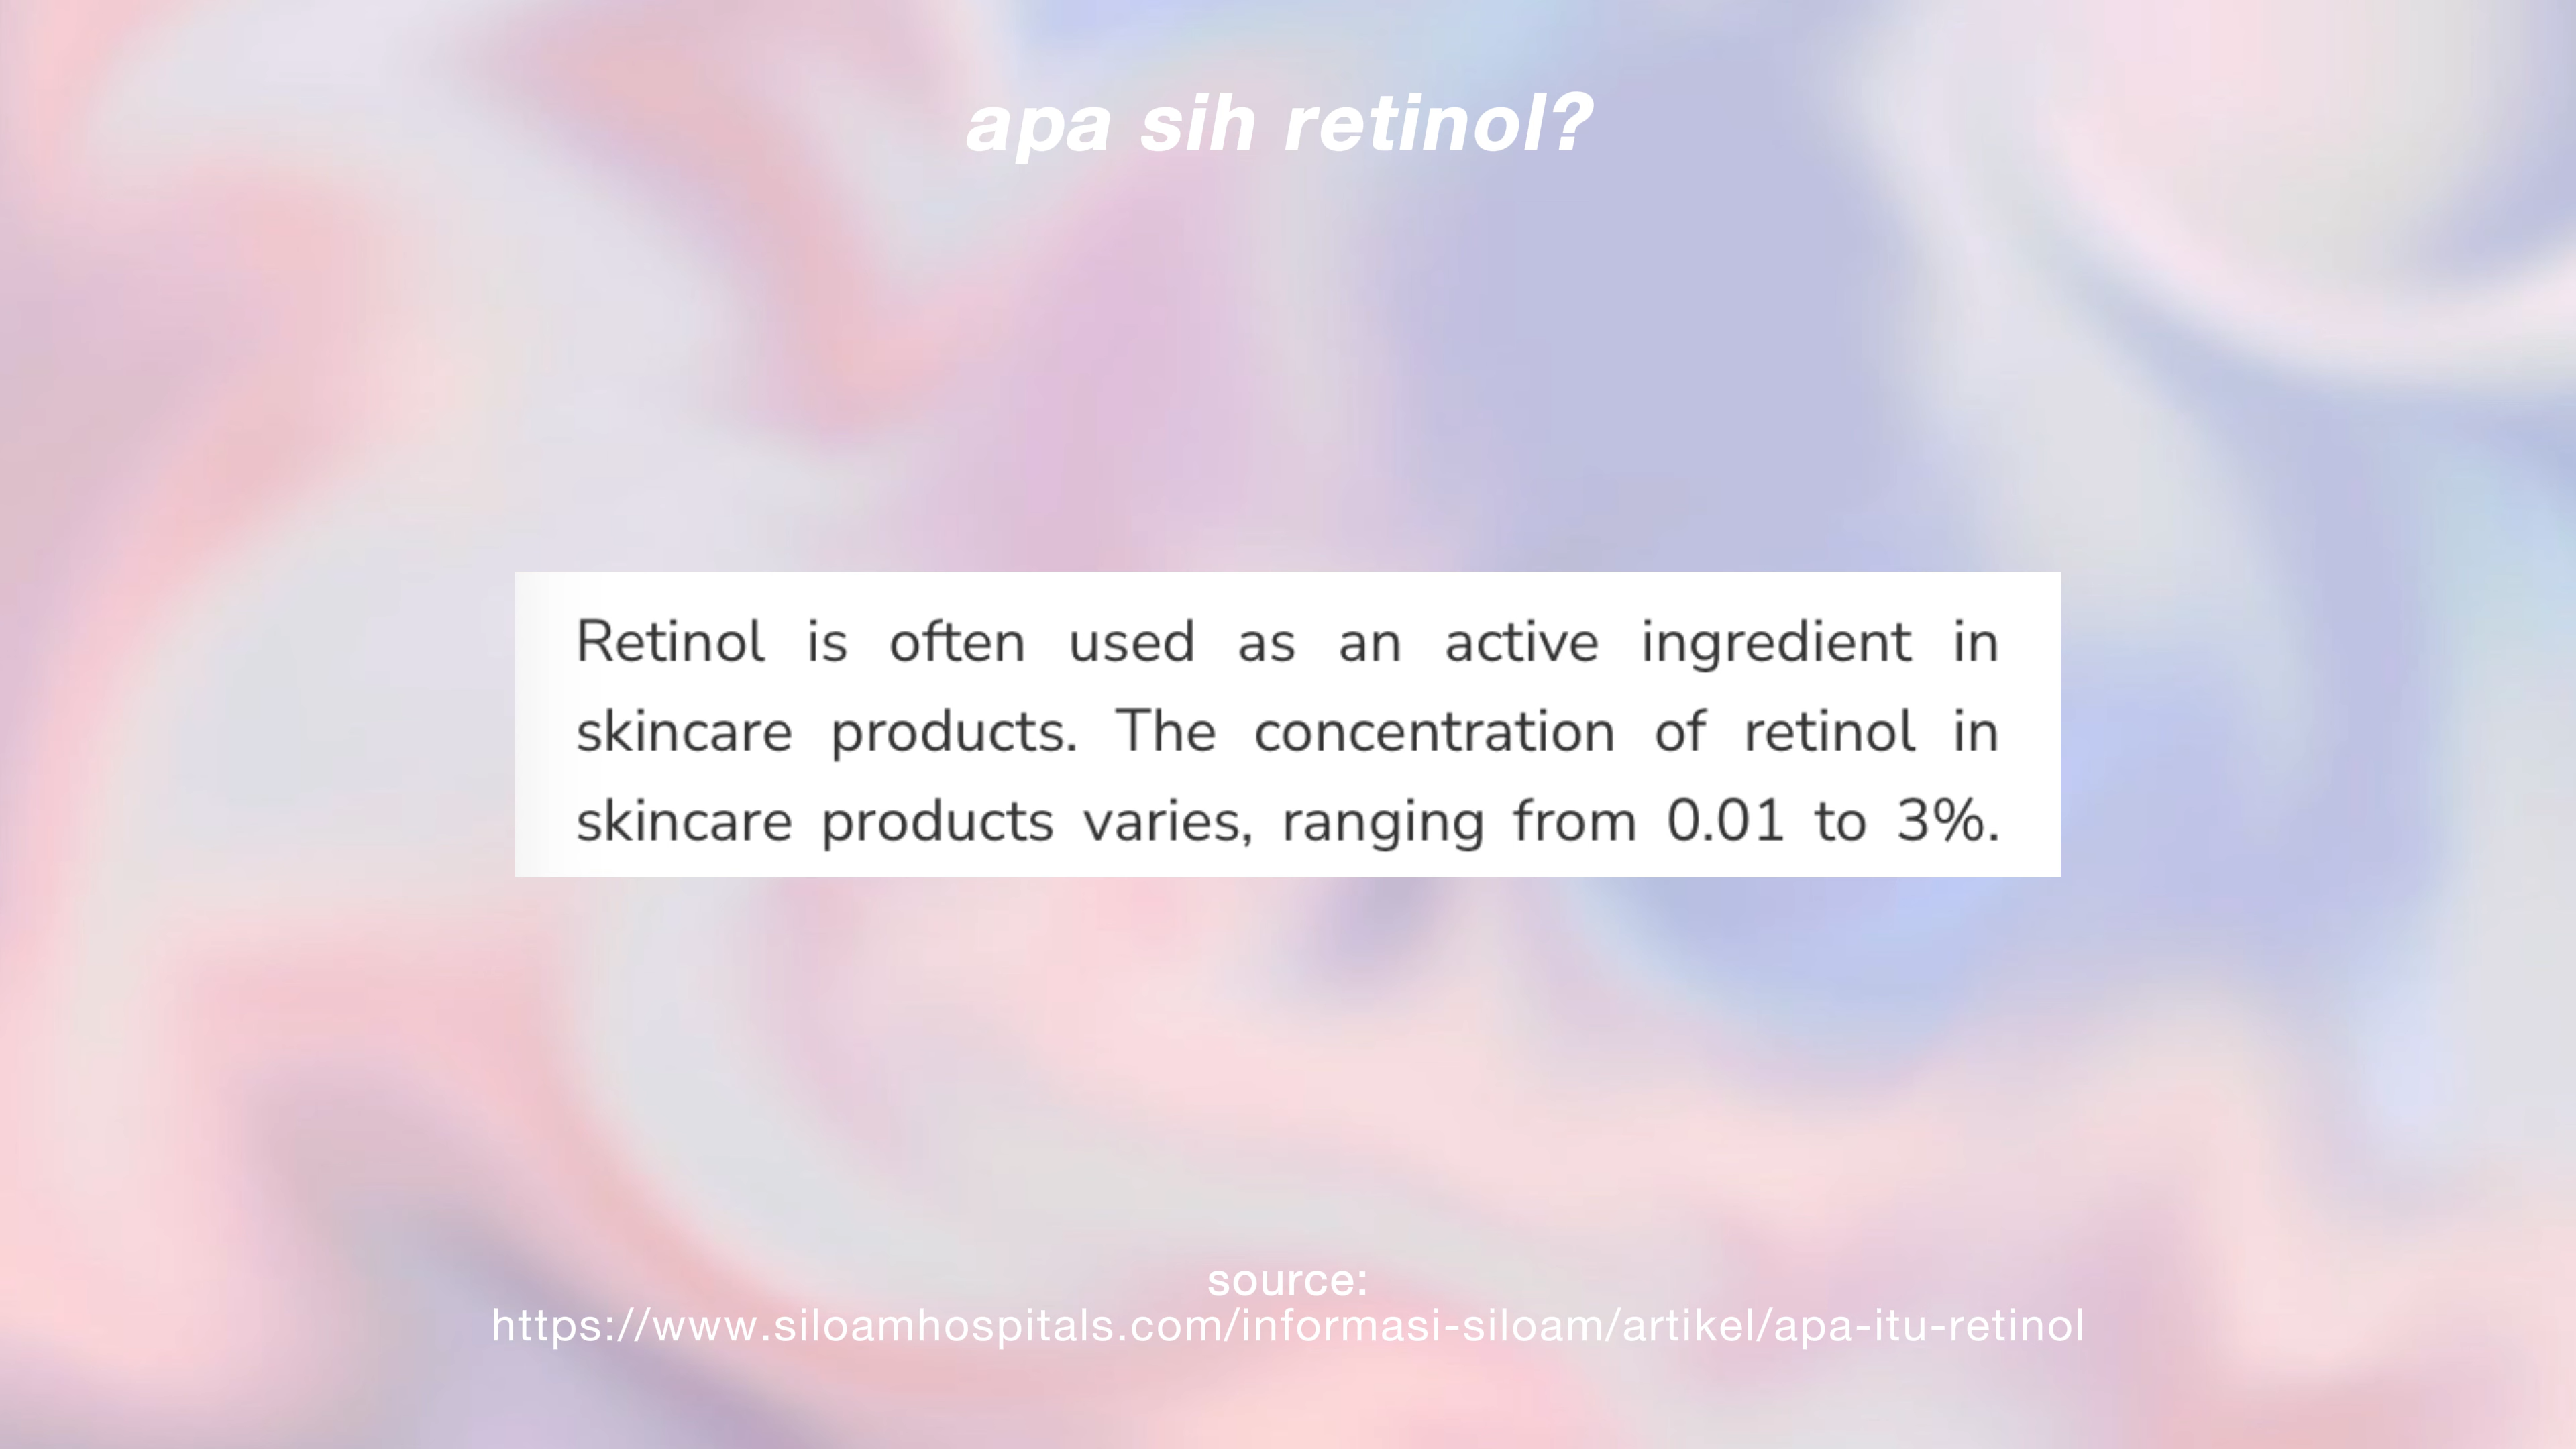 apa sih retinol?
Retinol is often used as an active ingredient in
skincare products. The concentration of retinol in
skincare products varies, ranging from 0.01 to 3%.
source:
https://www.siloamhospitals.com/informasi-siloam/artikel/apa-itu-retinol